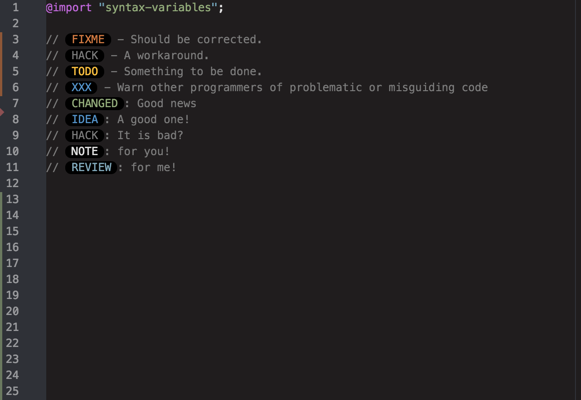 1 @import "syntax-variables";
2
3 // FIXME – Should be corrected.
4 // HACK – A workaround.
5 // TODO – Something to be done.
6 // XXX – Warn other programmers of problematic or misguiding code
7 // CHANGED: Good news
8 // IDEA: A good one!
9 // HACK: It is bad?
10 // NOTE: for you!
11 // REVIEW: for me!
12
13
14
15
16
17
18
19
20
21
22
23
24
25